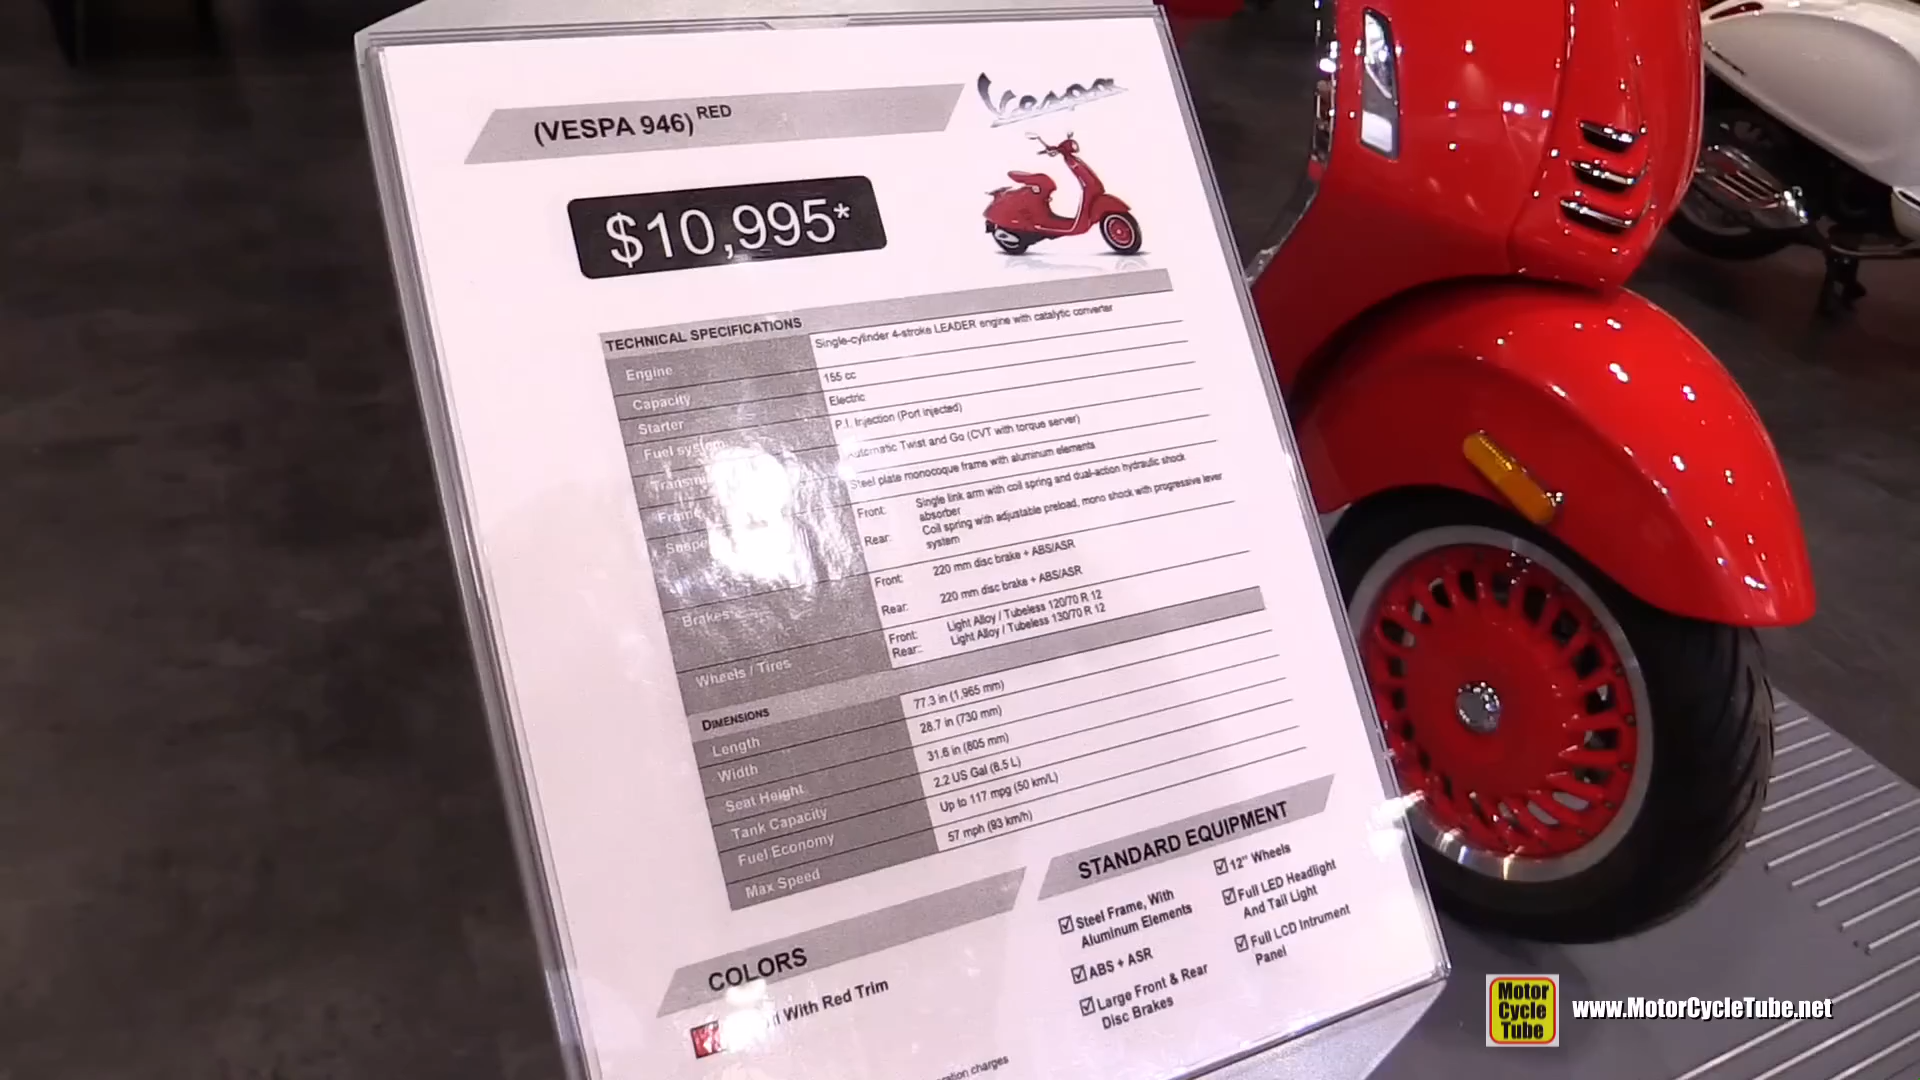 Vespa
(VESPA 946) RED
$10,995*
TECHNICAL SPECIFICATIONS
Engine Single-cylinder 4-stroke LEADER engine with catalytic converter
Capacity 155 cc
Starter Electric
Fuel system P.I. Injection (Port Injected)
Automatic Twist and Go (CVT with torque server)
Frame Steel plate monocoque frame with aluminum elements
Front: Single link arm with coil spring and dual-action hydraulic shock
absorber
Rear: Coil spring with adjustable preload, mono shock with progressive lever
system
Brakes Front: 220 mm disc brake + ABS/ASR
Rear: 220 mm disc brake + ABS/ASR
Wheels / Tires Front: Light Alloy / Tubeless 120/70 R 12
Rear: Light Alloy / Tubeless 130/70 R 12
DIMENSIONS
Length 77.3 in (1,965 mm)
Width 28.7 in (730 mm)
Seat Height 31.6 in (805 mm)
Tank Capacity 2.2 US Gal (8.5 L)
Fuel Economy Up to 117 mpg (50 km/L)
Max Speed 57 mph (93 km/h)
COLORS
With Red Trim
STANDARD EQUIPMENT
☑ Steel Frame, With
Aluminum Elements
☑ ABS + ASR
☑ Large Front & Rear
Disc Brakes
☑ 12" Wheels
☑ Full LED Headlight
And Tail Light
☑ Full LCD Intrument
Panel
charges
Motor
Cycle
Tube
www.MotorCycleTube.net